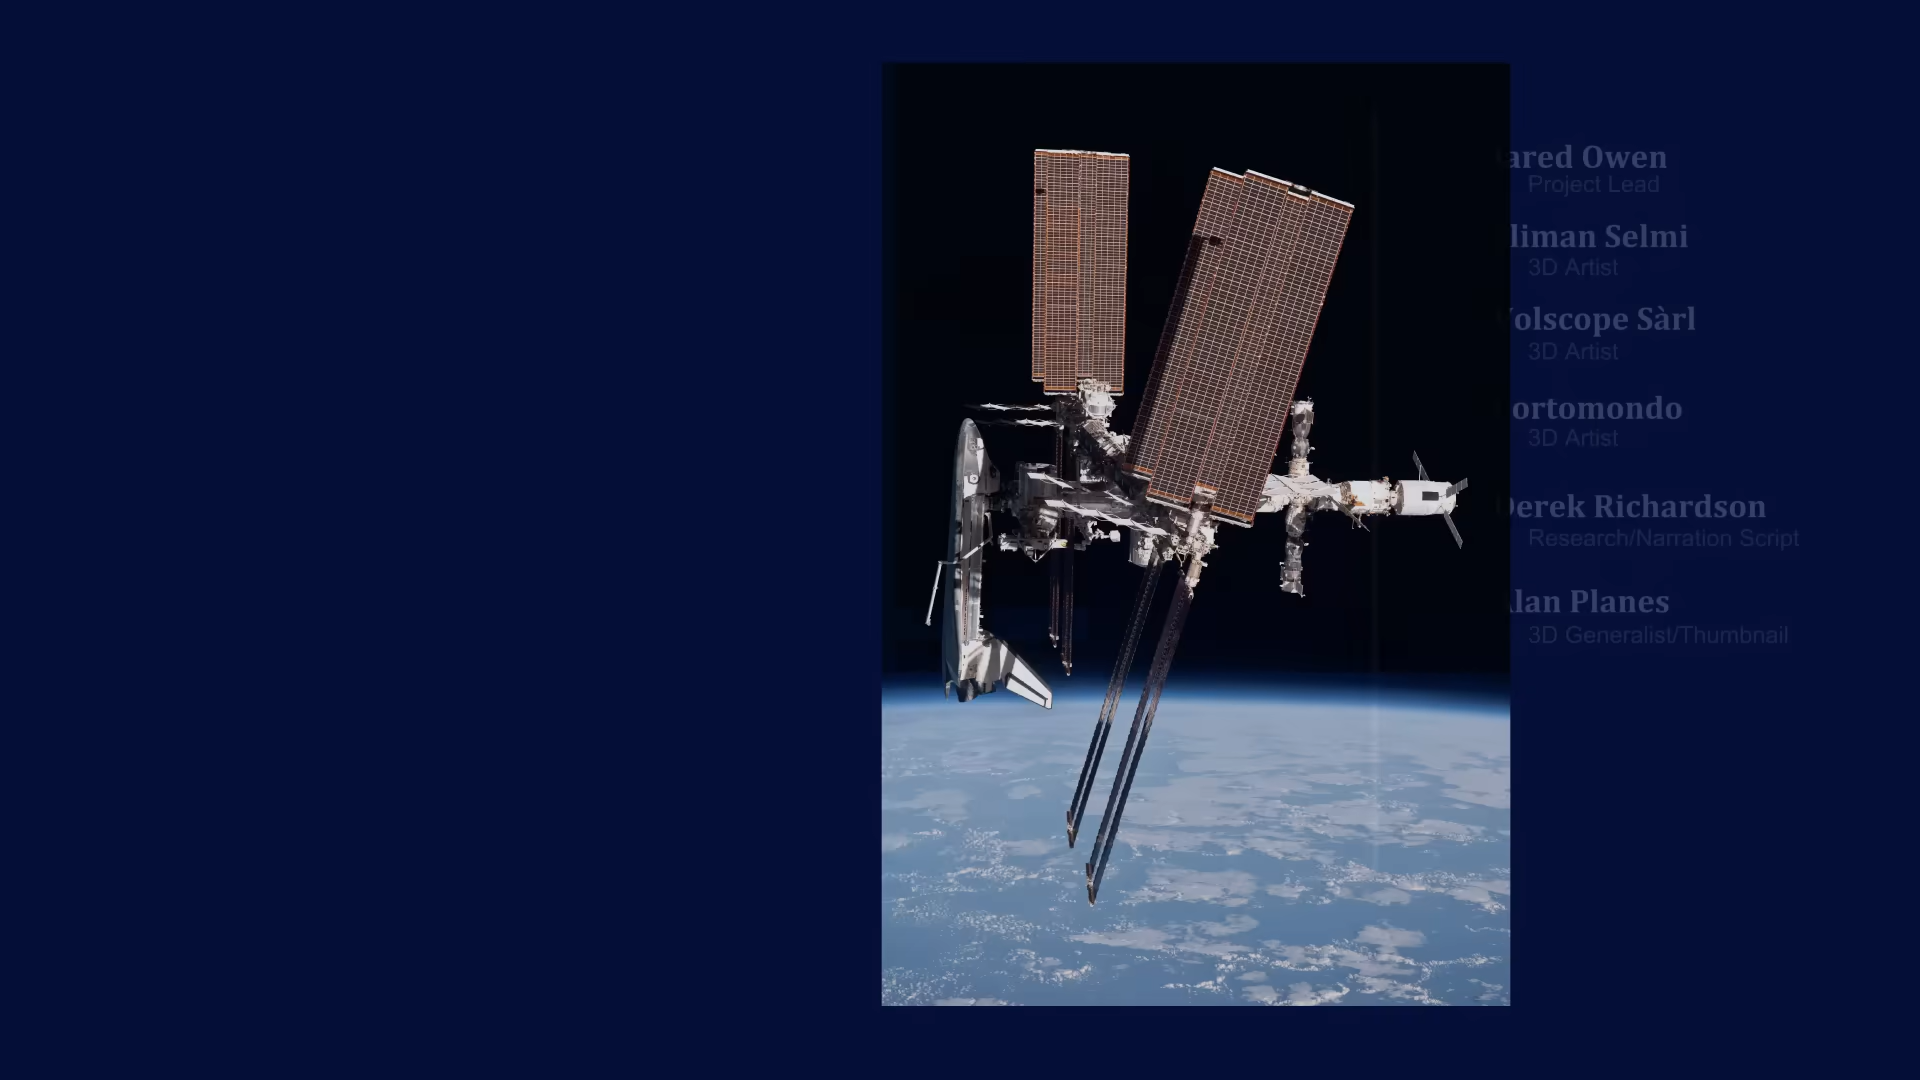 ared Owen
Project Lead
liman Selmi
3D Artist
olscope Sàrl
3D Artist
ortomondo
3D Artist
Derek Richardson
Research/Narration Script
lan Planes
3D Generalist/Thumbnail